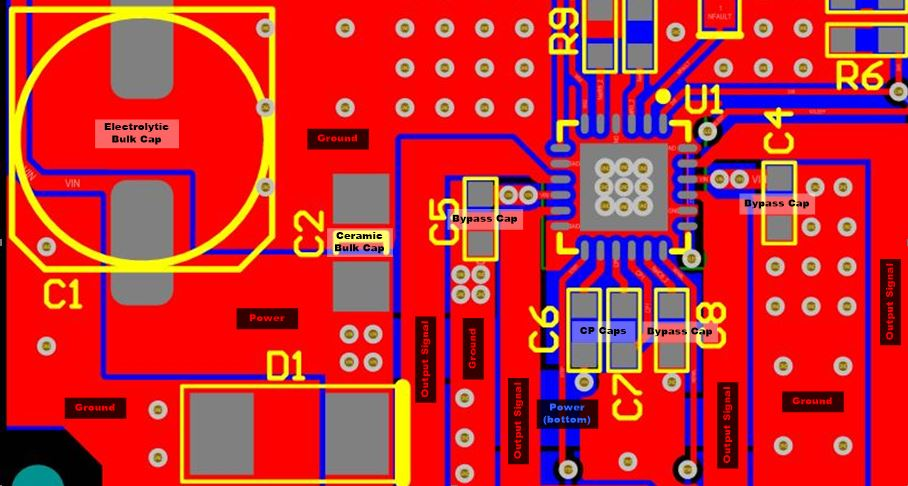 R9
NFAULT
R6
U1
C4
Electrolytic
Bulk Cap
Ground
VIN
VIN
C2
Ceramic
Bulk Cap
C5
Bypass Cap
VIN
Bypass Cap
C1
Power
Output Signal
Ground
Output Signal
C6
CP Caps
C7
Bypass Cap
C8
Power
(bottom)
Output Signal
Ground
Output Signal
D1
Ground